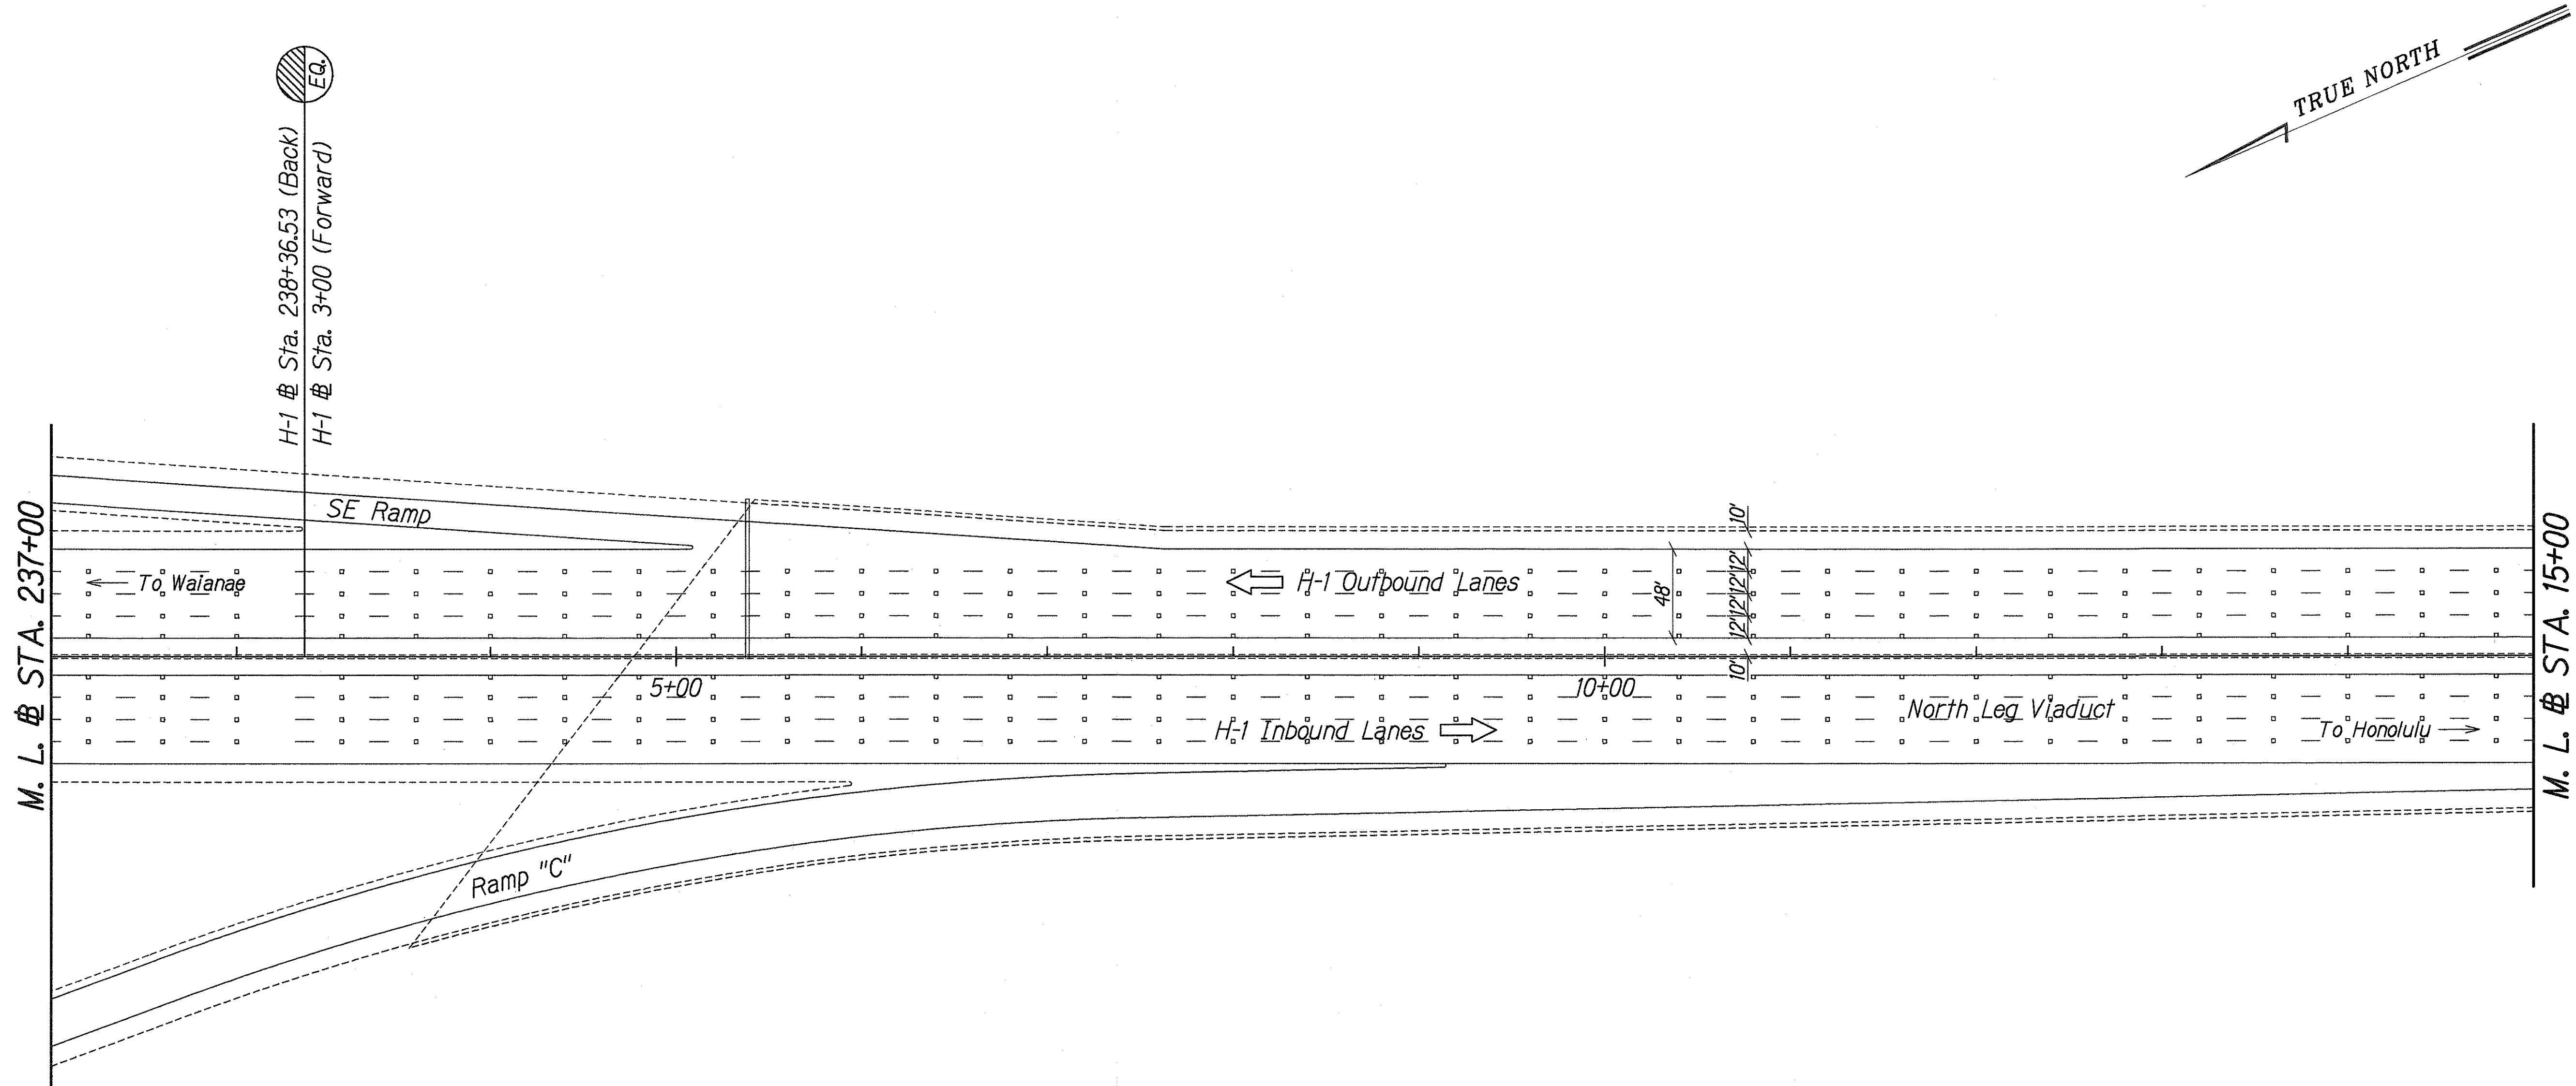 EQ.
TRUE NORTH
H-1 ℄ Sta. 238+36.53 (Back)
H-1 ℄ Sta. 3+00 (Forward)
M. L. ℄ STA. 237+00
SE Ramp
To Waianae
H-1 Outbound Lanes
48'
10'
12'
12'
12'
12'
10'
5+00
10+00
H-1 Inbound Lanes
North Leg Viaduct
To Honolulu
Ramp "C"
M. L. ℄ STA. 15+00